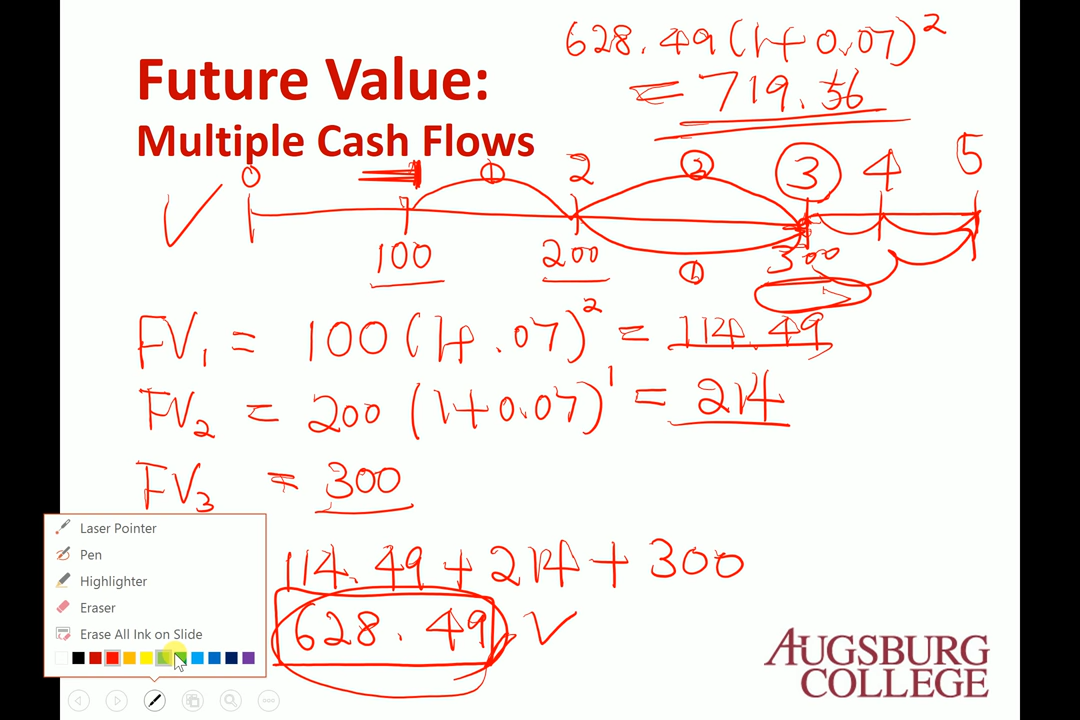 628.49(1+0.07)²
= 719.56
Future Value:
Multiple Cash Flows
0 1 2 3 4 5
① ②
100 200 300
①
FV₁ = 100(1+.07)² = 114.49
FV₂ = 200(1+0.07)¹ = 214
FV₃ = 300
114.49+214+300
628.49
Laser Pointer
Pen
Highlighter
Eraser
Erase All Ink on Slide
AUGSBURG
COLLEGE